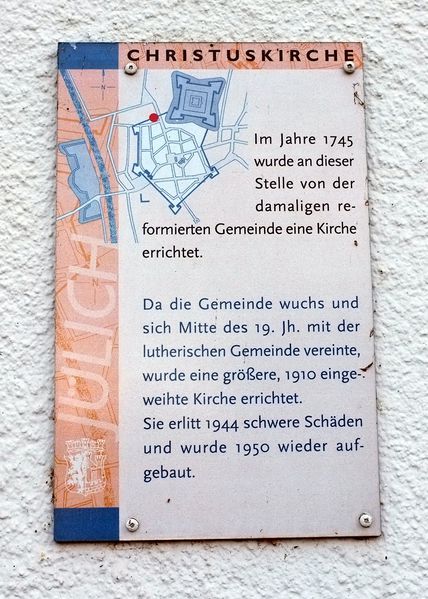 CHRISTUSKIRCHE
Im Jahre 1745
wurde an dieser
Stelle von der
damaligen re-
formierten Gemeinde eine Kirche
errichtet.
Da die Gemeinde wuchs und
sich Mitte des 19. Jh. mit der
lutherischen Gemeinde vereinte,
wurde eine größere, 1910 einge-
weihte Kirche errichtet.
Sie erlitt 1944 schwere Schäden
und wurde 1950 wieder auf-
gebaut.
JÜLICH